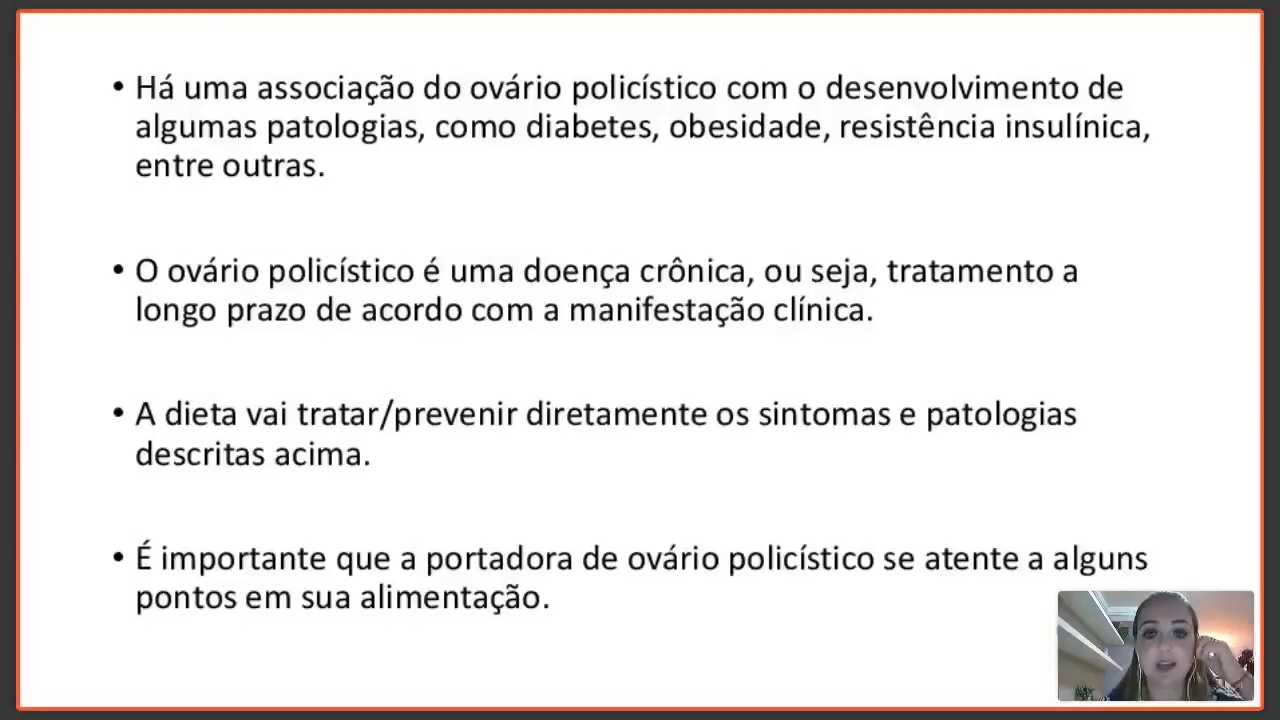 • Há uma associação do ovário policístico com o desenvolvimento de
algumas patologias, como diabetes, obesidade, resistência insulínica,
entre outras.
• O ovário policístico é uma doença crônica, ou seja, tratamento a
longo prazo de acordo com a manifestação clínica.
• A dieta vai tratar/prevenir diretamente os sintomas e patologias
descritas acima.
• É importante que a portadora de ovário policístico se atente a alguns
pontos em sua alimentação.